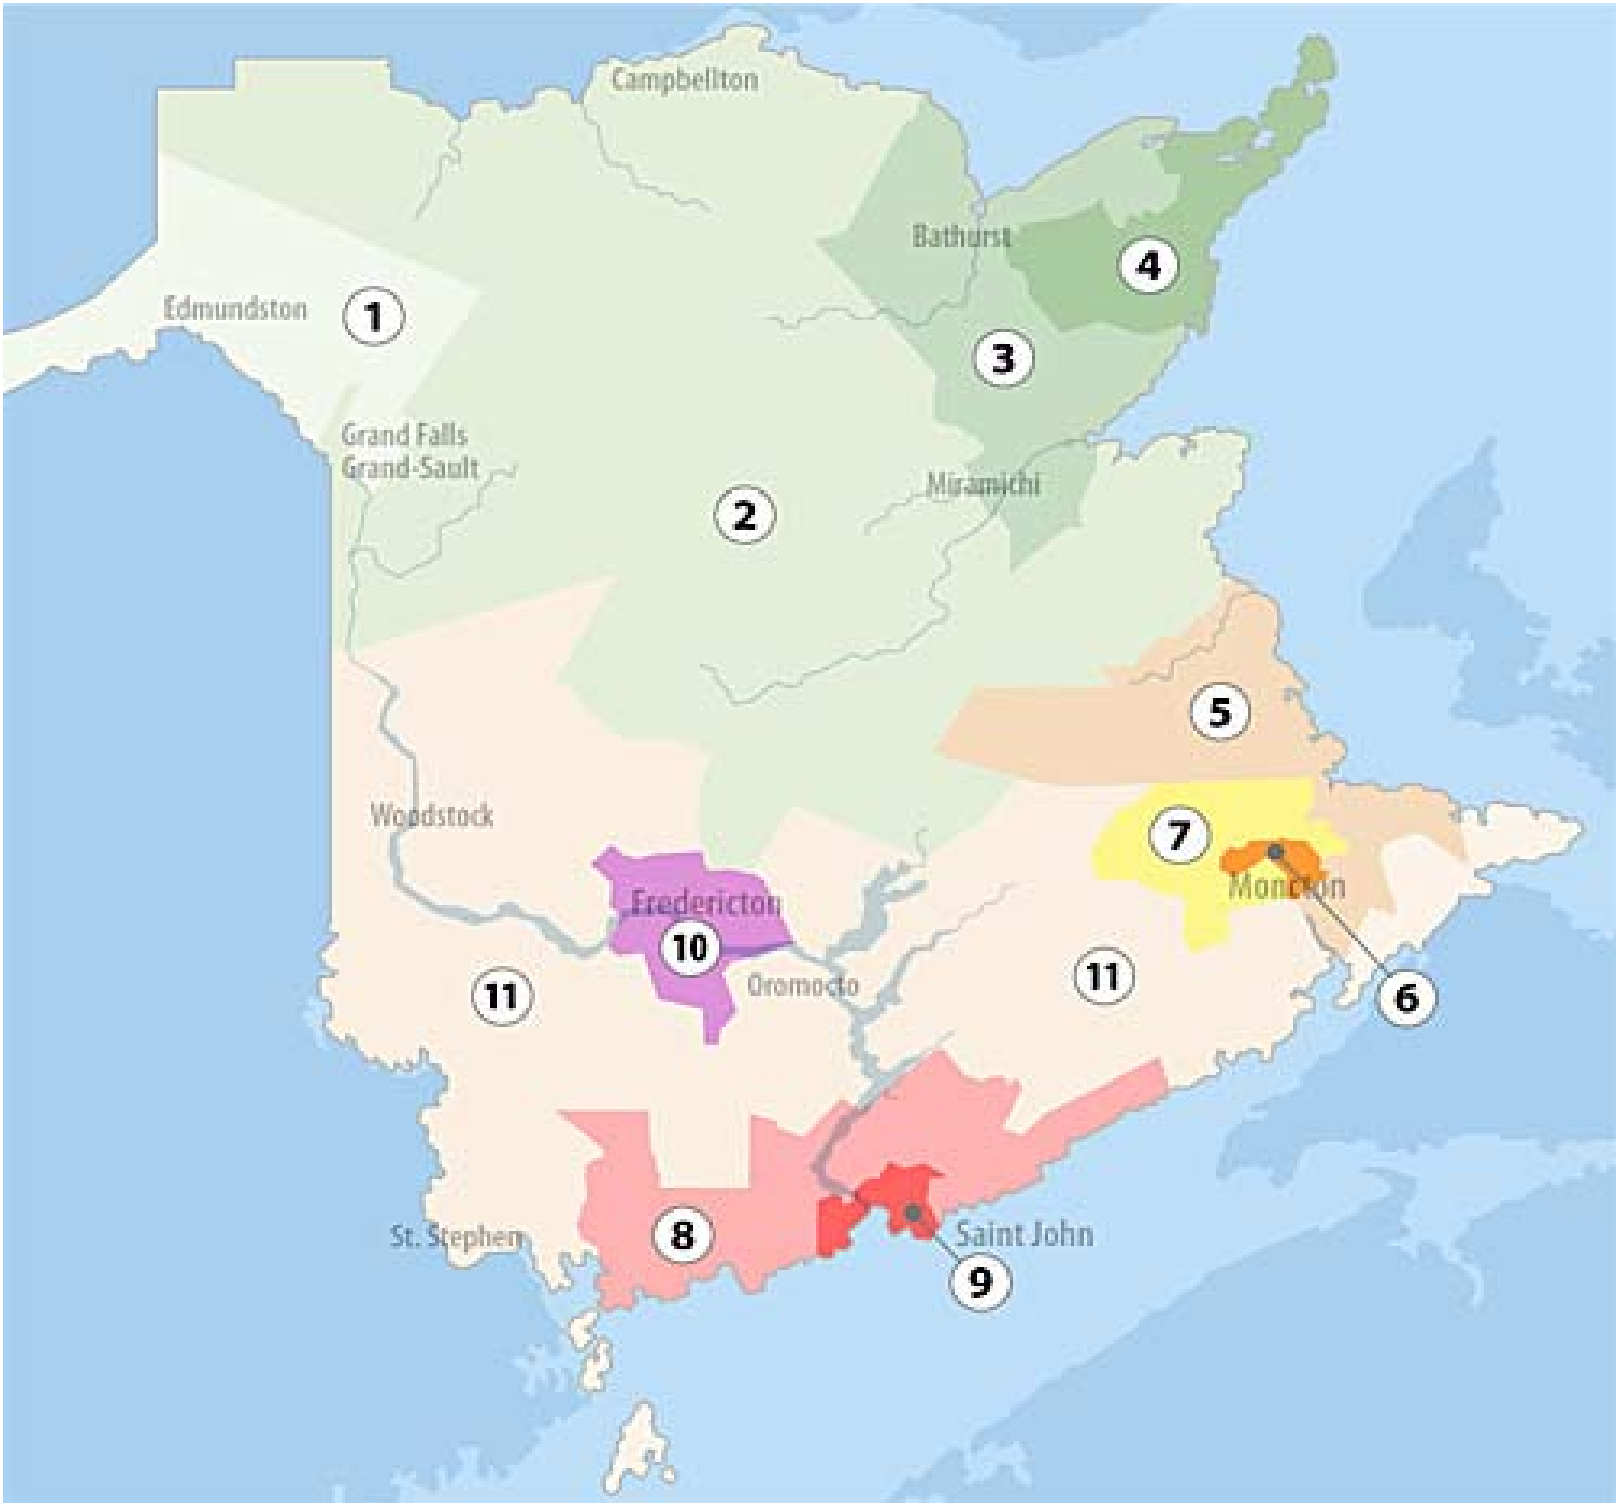 Campbellton
Bathurst
4
Edmundston
1
3
Grand Falls
Grand-Sault
Miramichi
2
5
Woodstock
7
Moncton
Fredericton
10
Oromocto
11
11
6
8
St. Stephen
Saint John
9